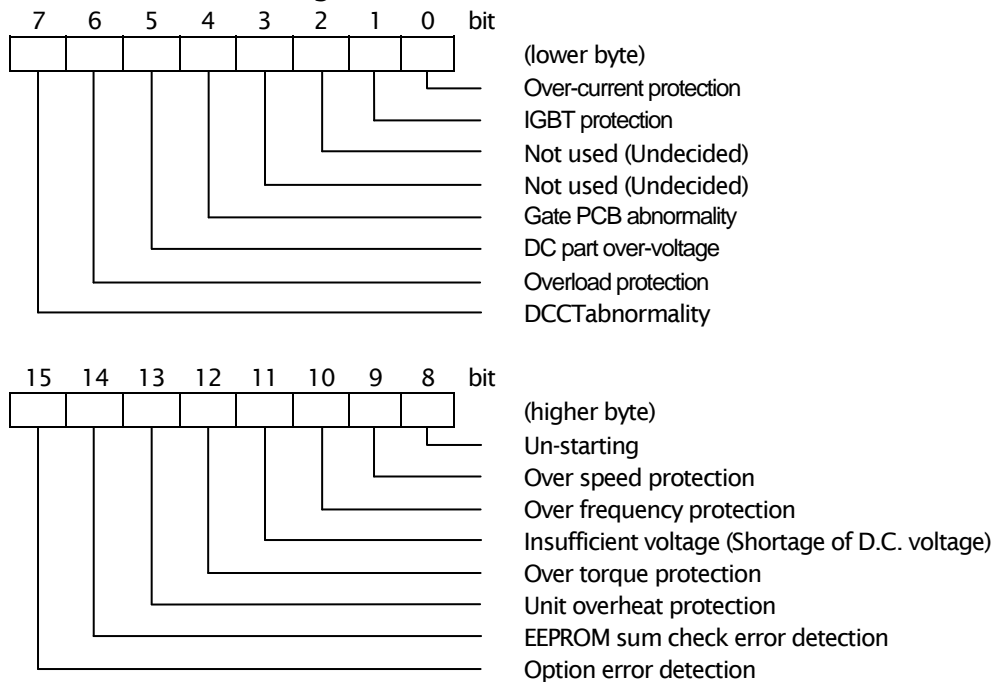 7 6 5 4 3 2 1 0 bit
(lower byte)
Over-current protection
IGBT protection
Not used (Undecided)
Not used (Undecided)
Gate PCB abnormality
DC part over-voltage
Overload protection
DCCTabnormality
15 14 13 12 11 10 9 8 bit
(higher byte)
Un-starting
Over speed protection
Over frequency protection
Insufficient voltage (Shortage of D.C. voltage)
Over torque protection
Unit overheat protection
EEPROM sum check error detection
Option error detection